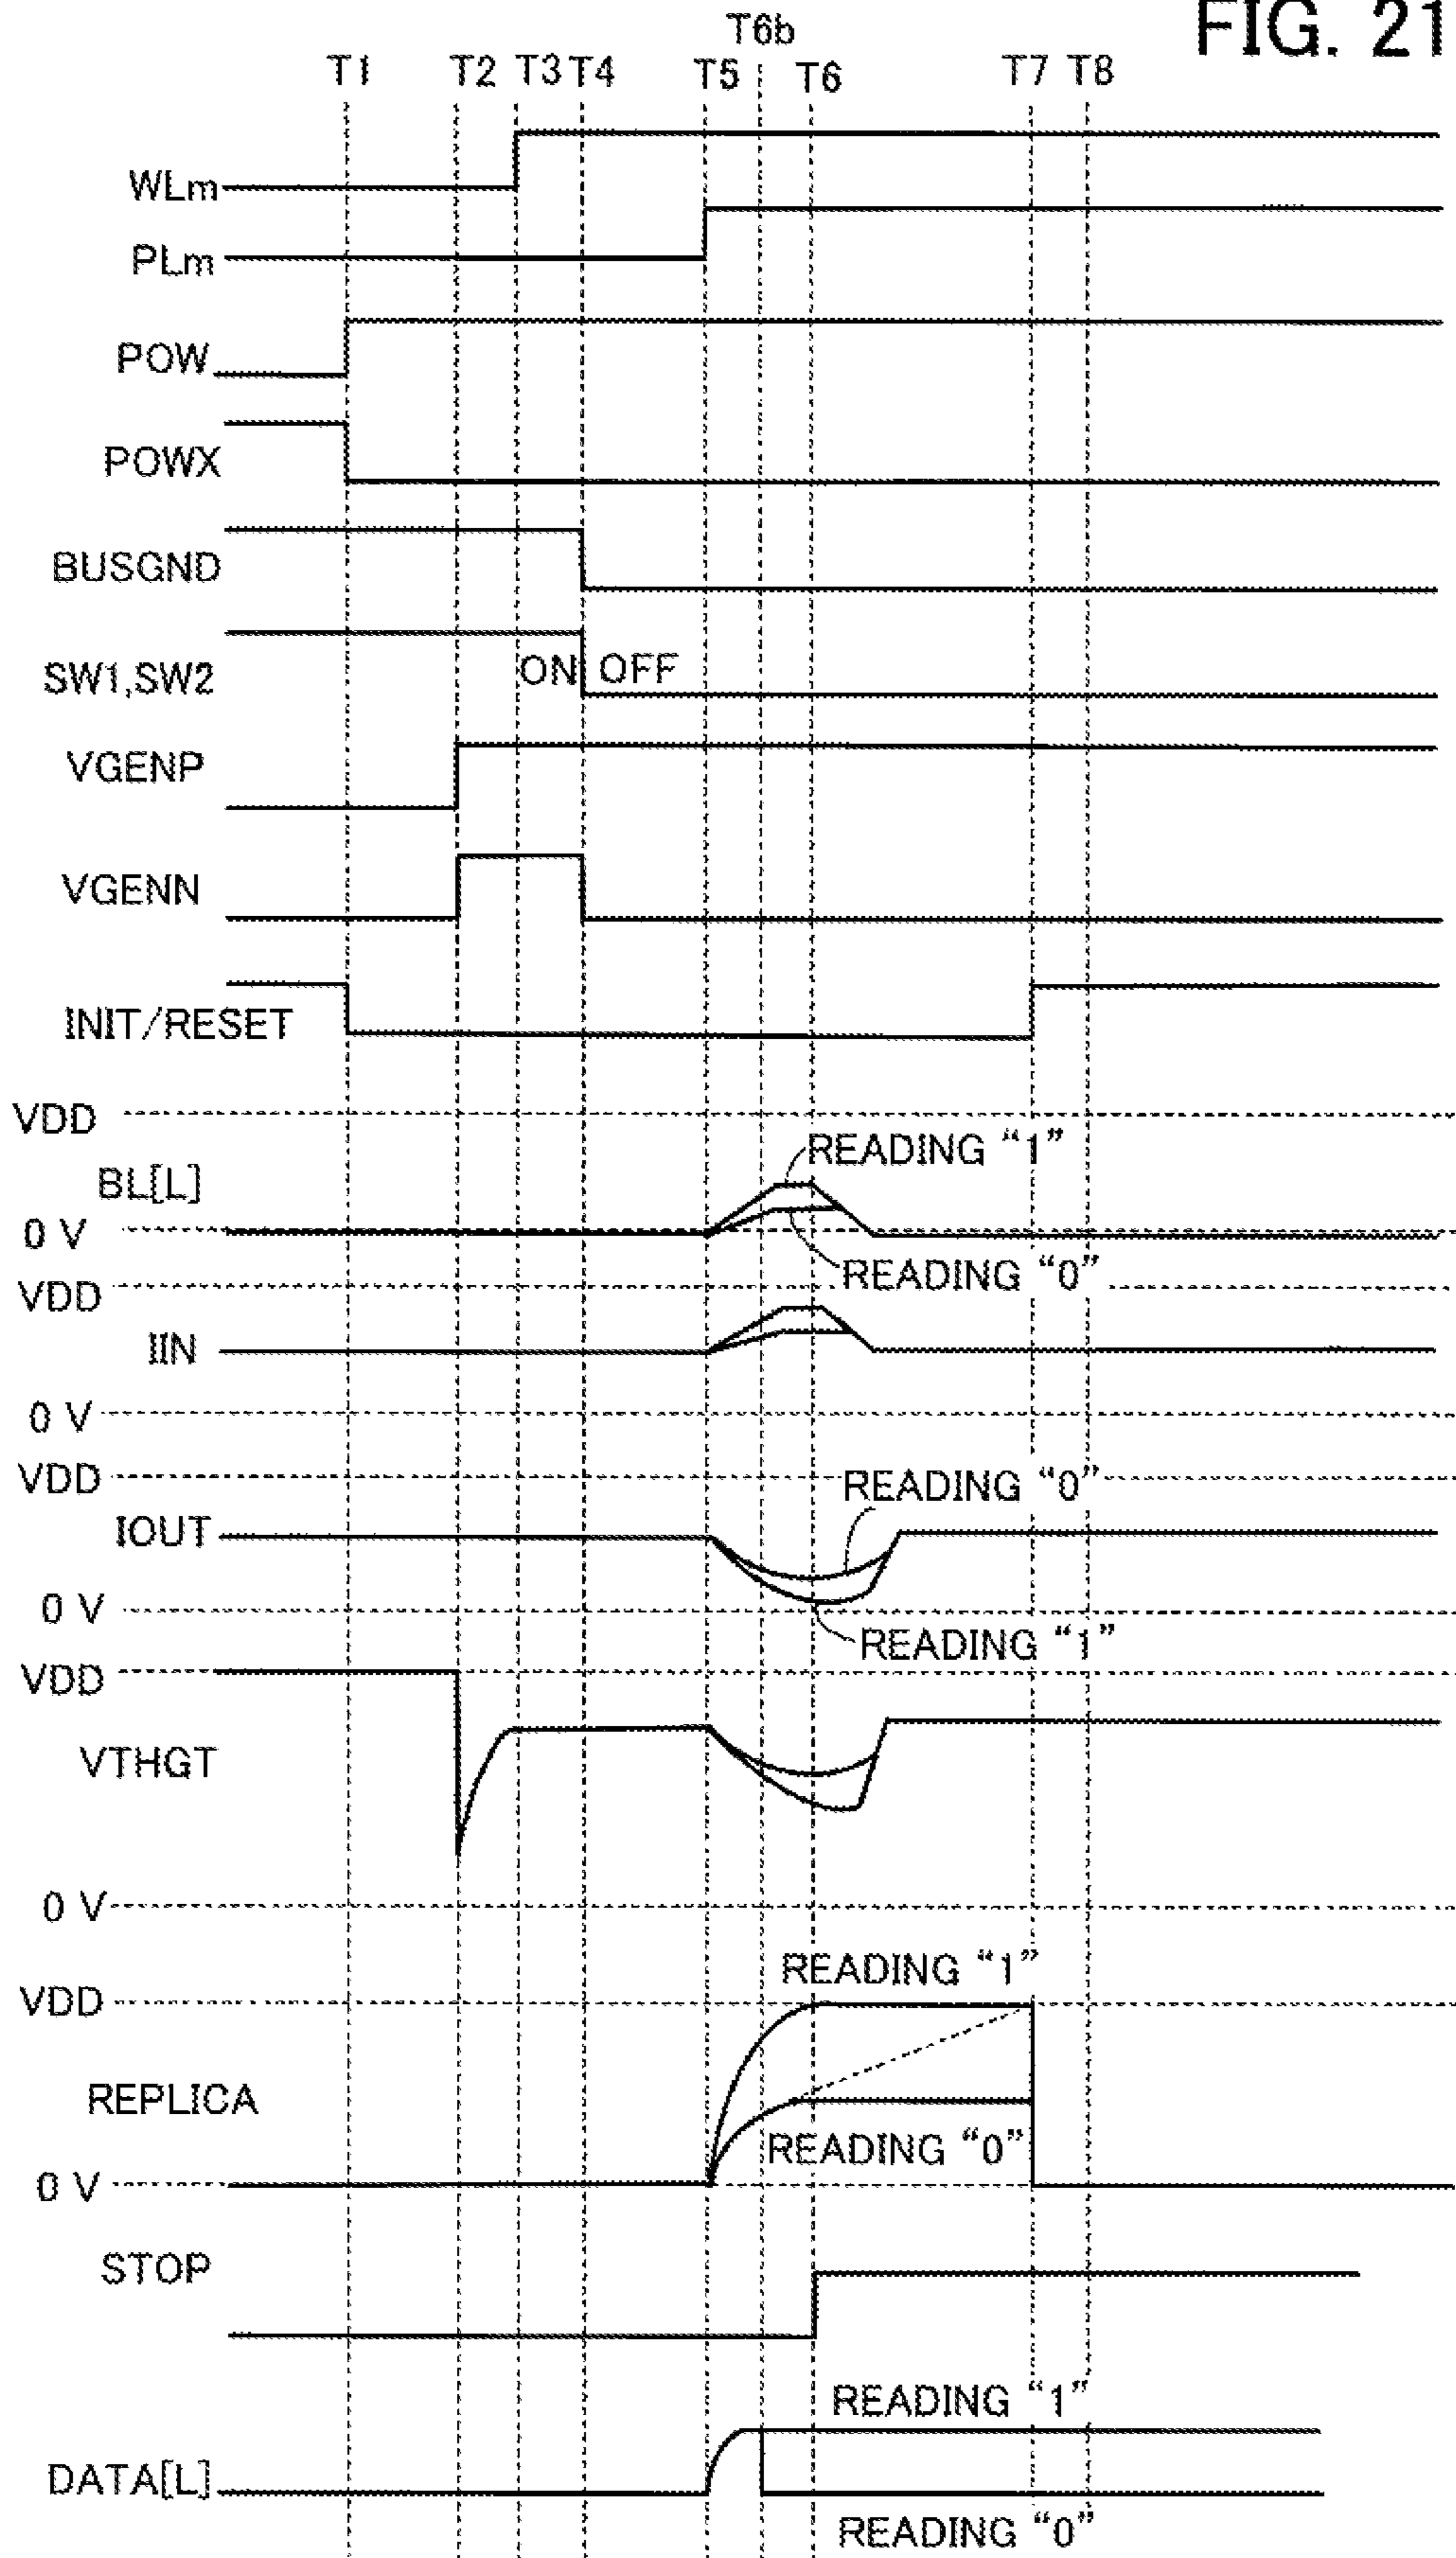 FIG. 21
T6b
T1 T2 T3 T4 T5 T6 T7 T8
WLm
PLm
POW
POWX
BUSGND
SW1,SW2 ON OFF
VGENP
VGENN
INIT/RESET
VDD
READING “1”
BL[L]
0 V
READING “0”
VDD
IIN
0 V
VDD
READING “0”
IOUT
0 V
READING “1”
VDD
VTHGT
0 V
READING “1”
VDD
REPLICA
READING “0”
0 V
STOP
READING “1”
DATA[L]
READING “0”